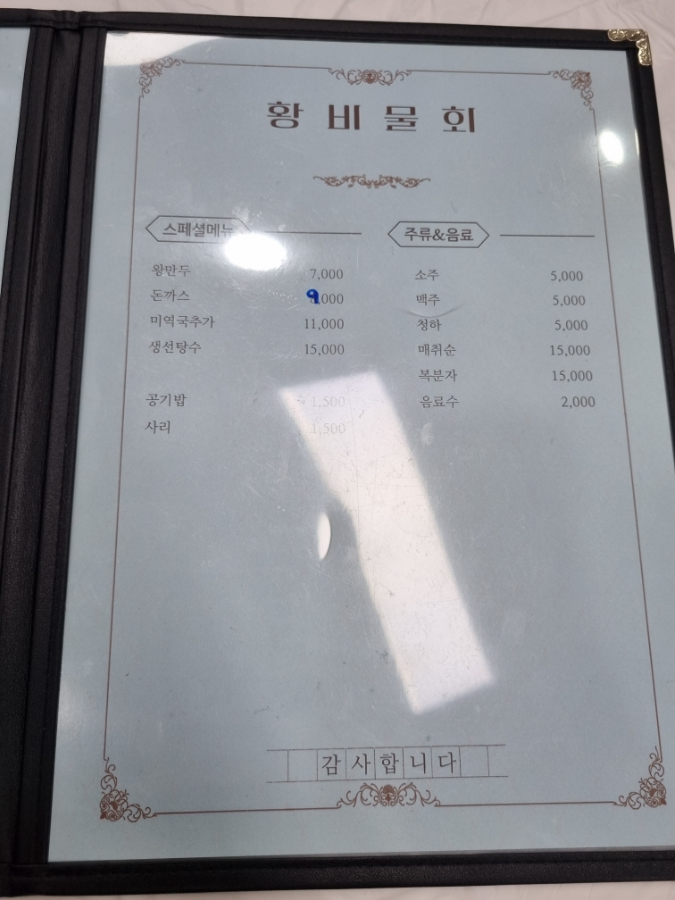 황비물회
스페셜메뉴
왕만두 7,000
돈까스 9,000
미역국추가 11,000
생선탕수 15,000
공기밥 1,500
사리 1,500
주류&음료
소주 5,000
맥주 5,000
청하 5,000
매취순 15,000
복분자 15,000
음료수 2,000
감사합니다